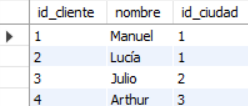 id_cliente nombre id_ciudad
1 Manuel 1
2 Lucía 1
3 Julio 2
4 Arthur 3